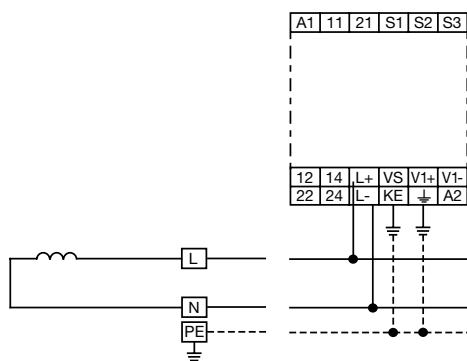 A1 11 21 S1 S2 S3
12 14 L+ VS V1+ V1-
22 24 L- KE A2
L
N
PE